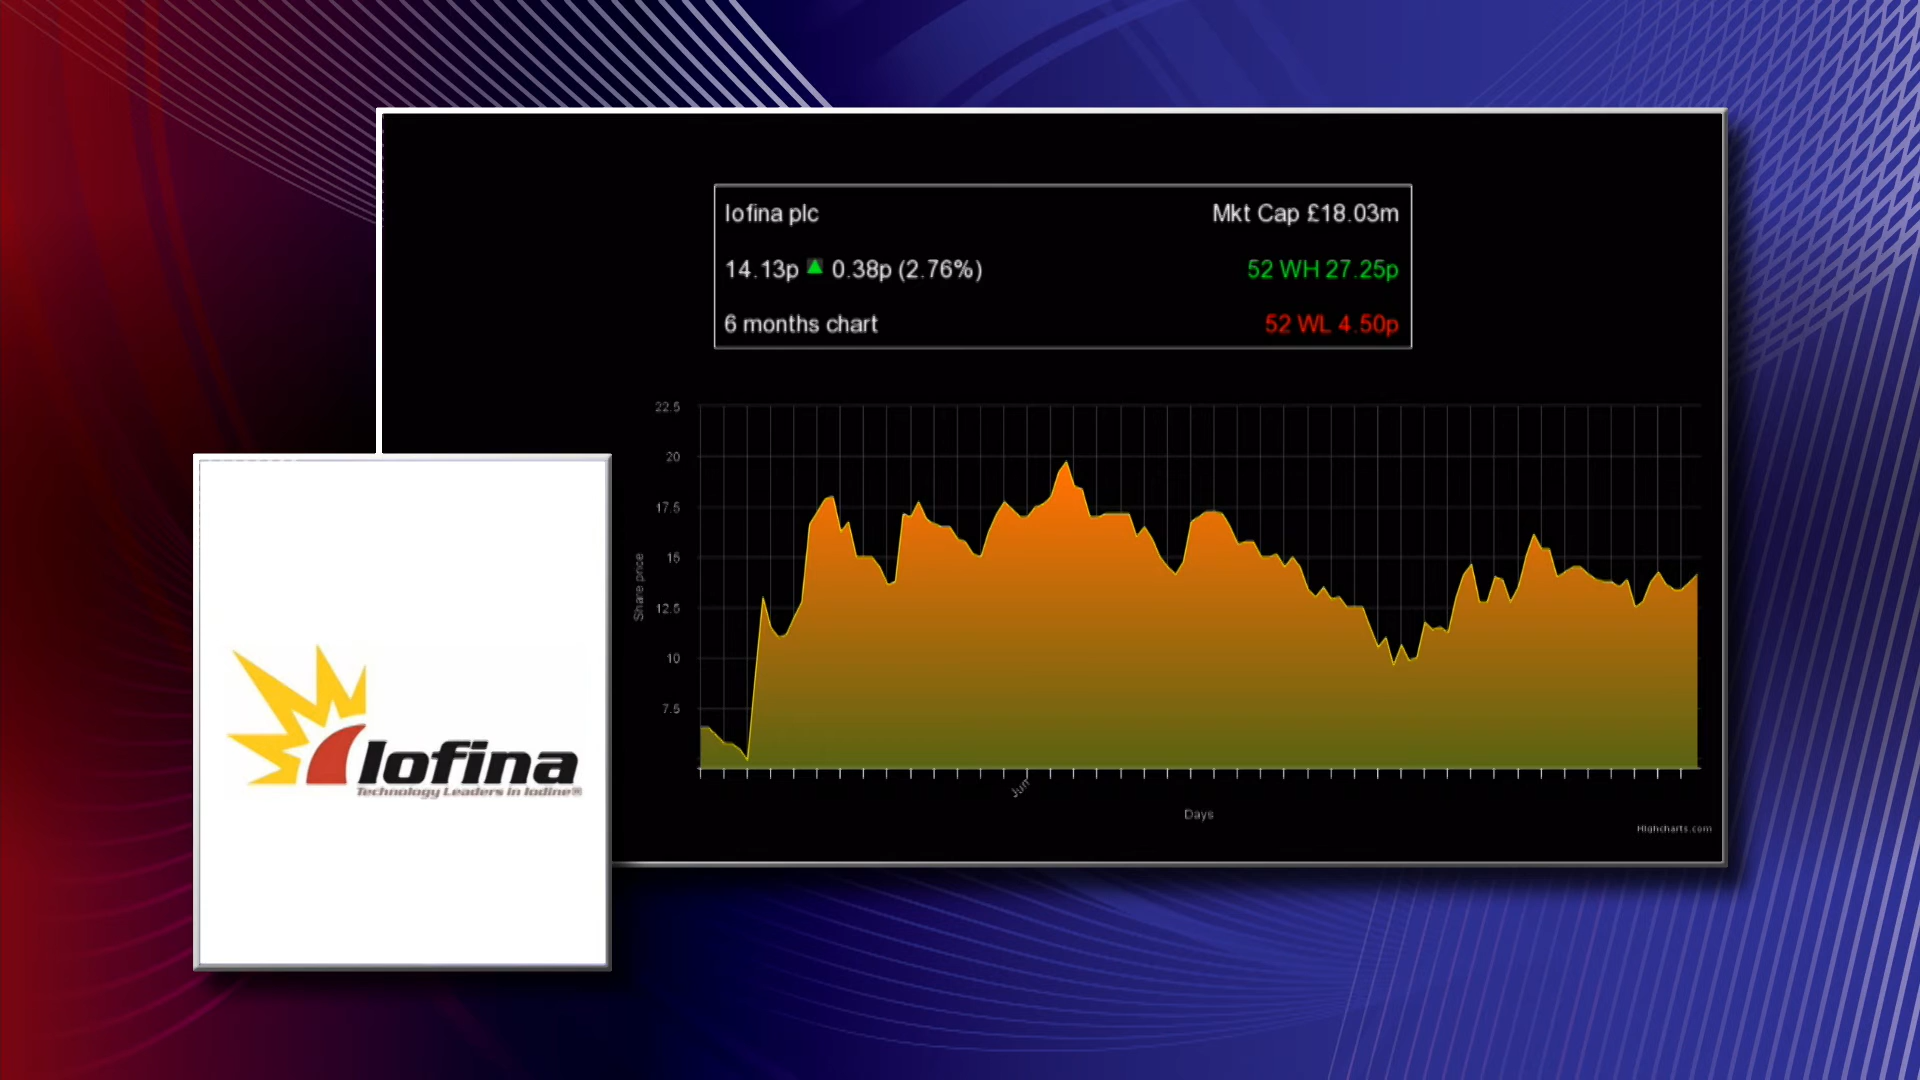 Iofina plc
Mkt Cap £18.03m
14.13p ▲ 0.38p (2.76%)
52 WH 27.25p
6 months chart
52 WL 4.50p
22.5
20
17.5
15
12.5
10
7.5
Share price
Jun
Days
Highcharts.com
Iofina
Technology Leaders in Iodine®